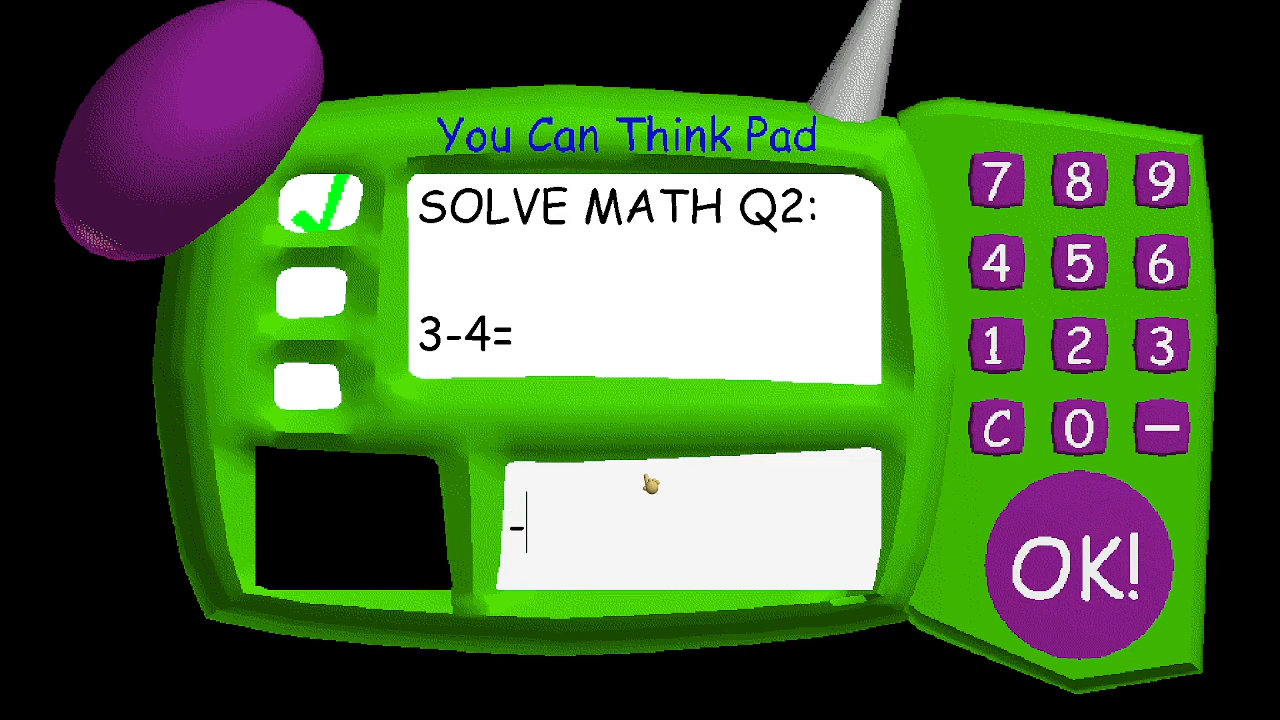 You Can Think Pad
SOLVE MATH Q2:
3-4=
-
7 8 9
4 5 6
1 2 3
C 0 -
OK!